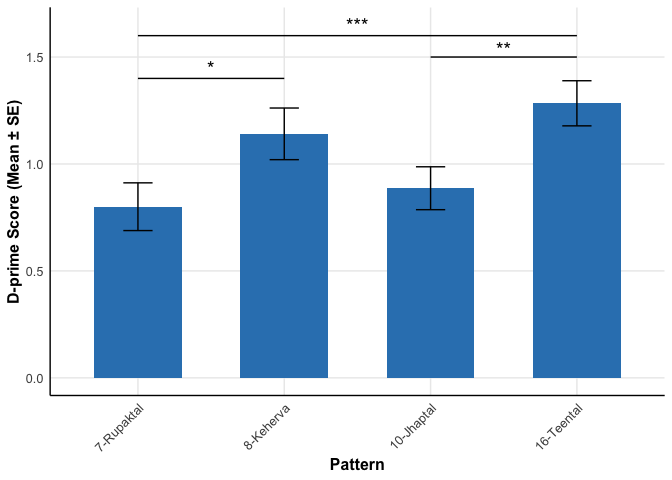 ***
**
*
1.5
1.0
0.5
0.0
D-prime Score (Mean ± SE)
7-Rupaktal
8-Keherva
10-Jhaptal
16-Teental
Pattern